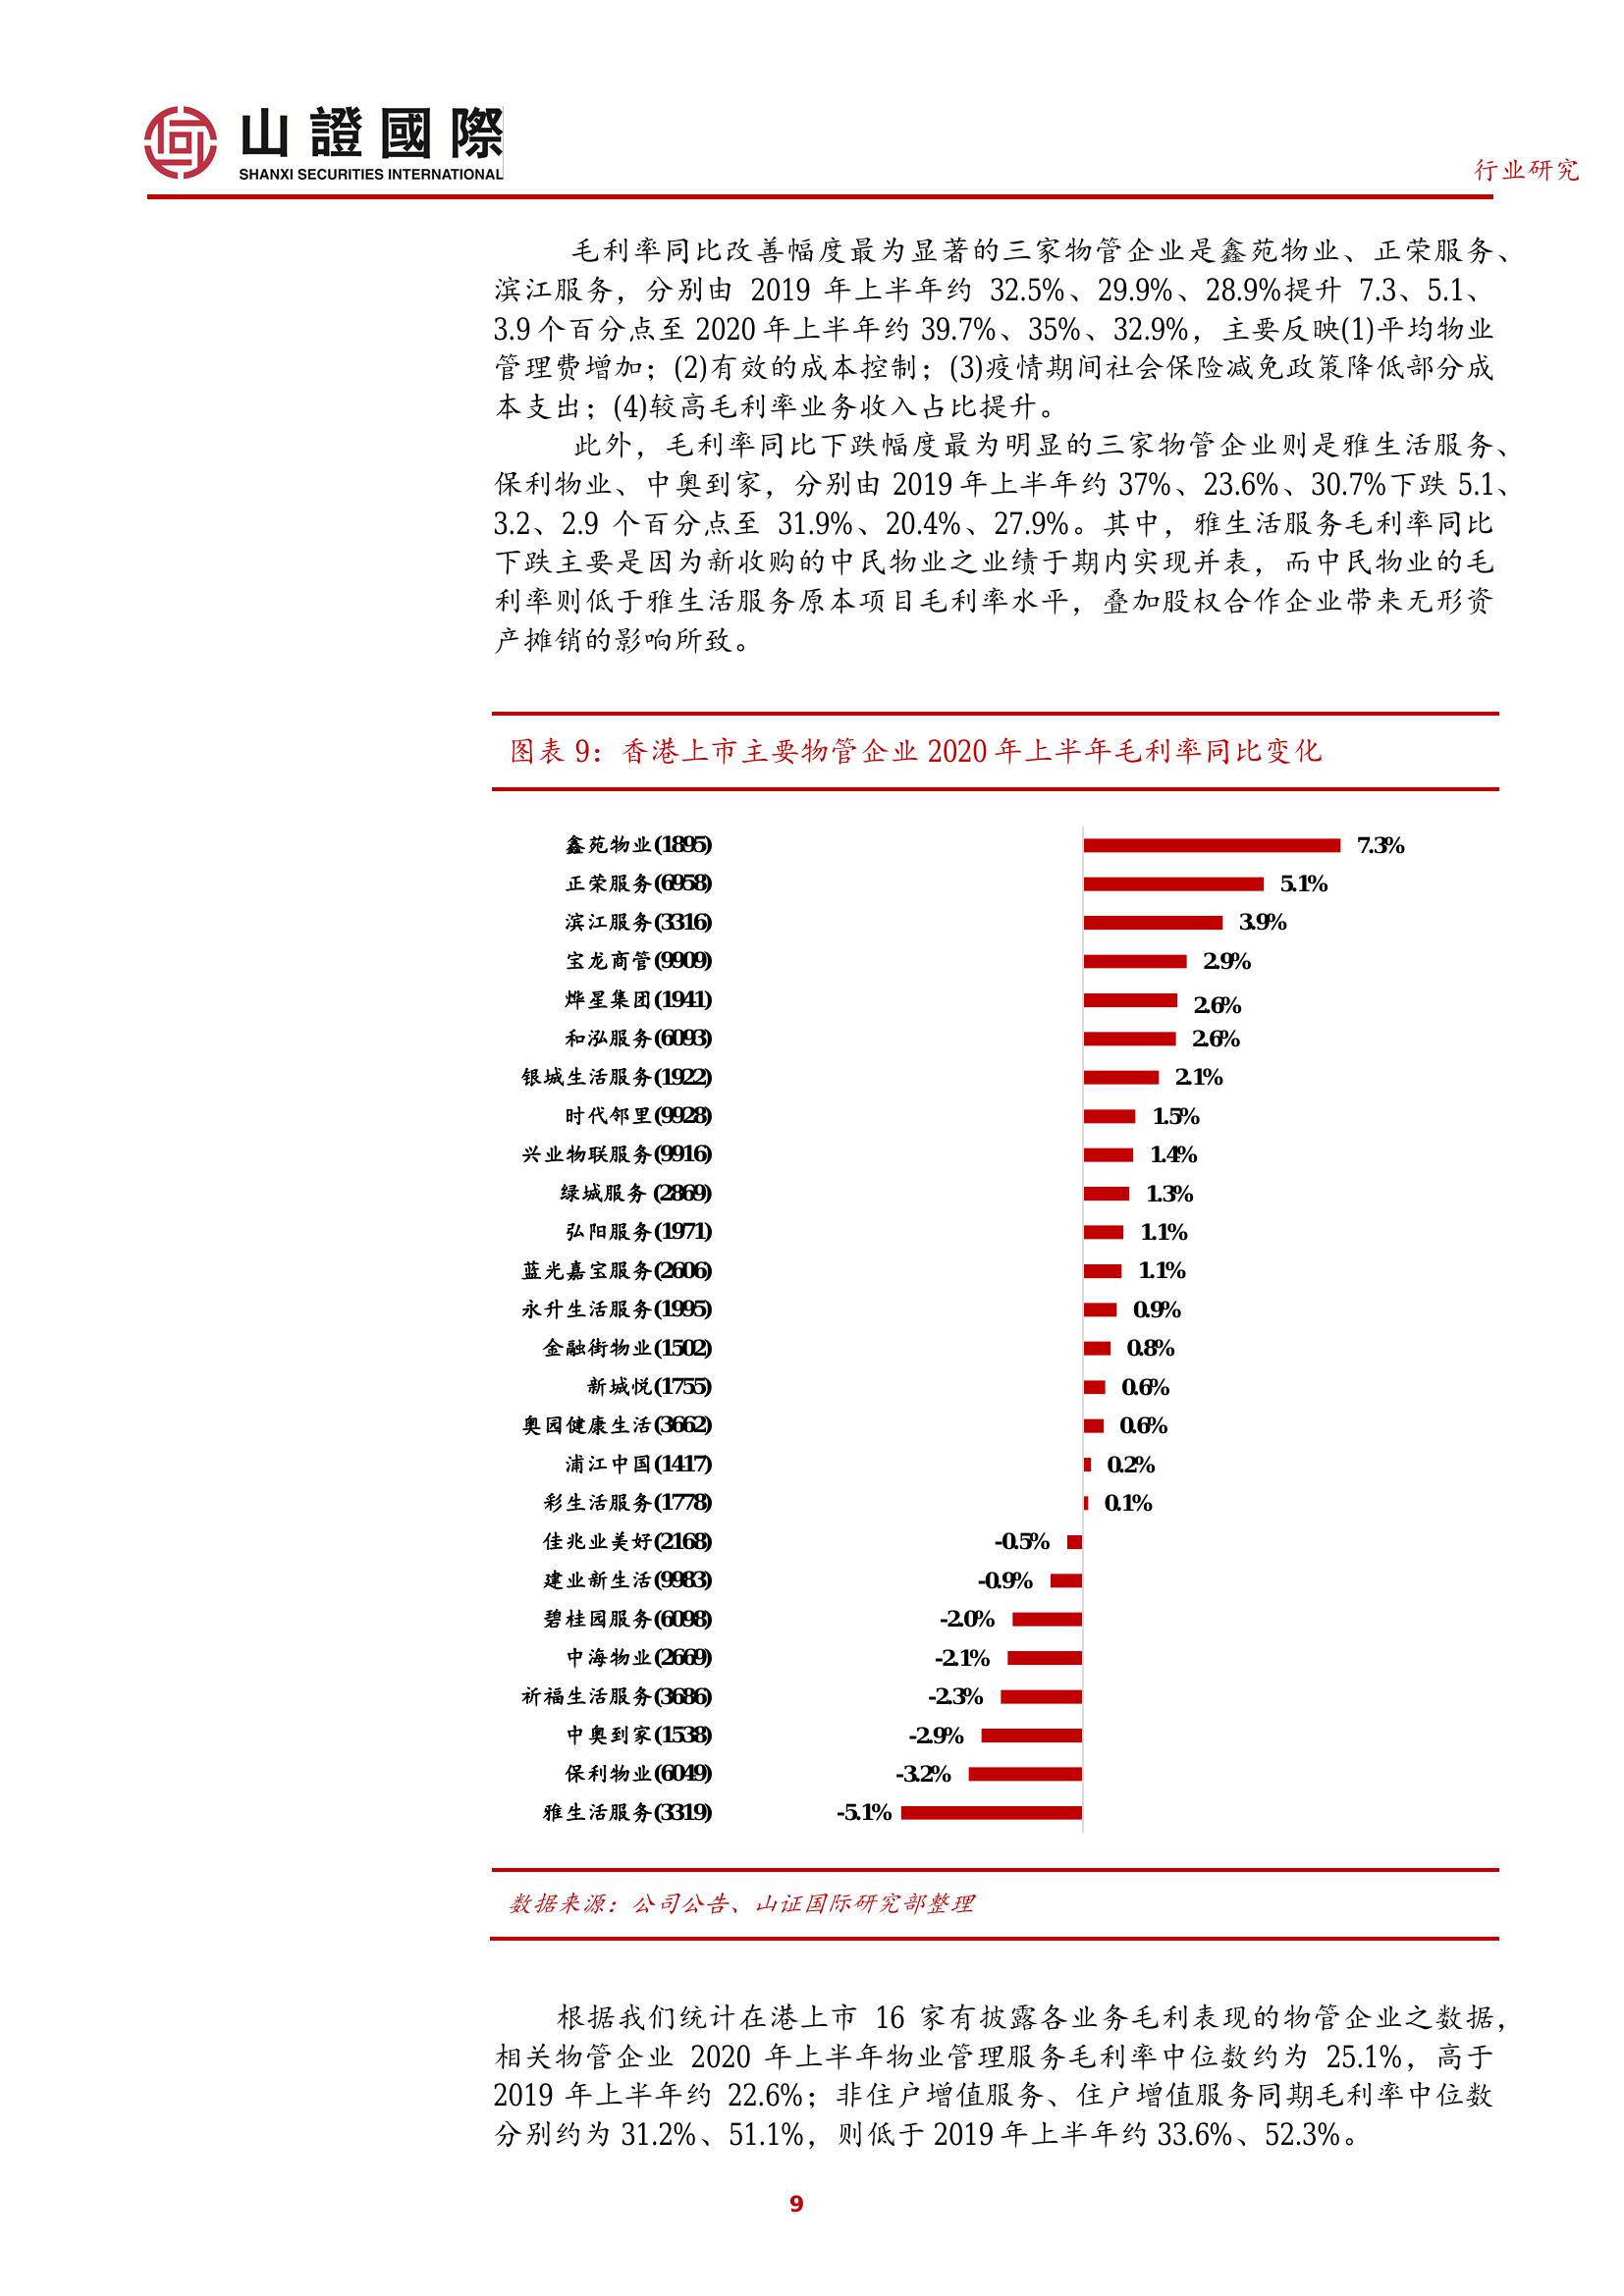 山證國際
SHANXI SECURITIES INTERNATIONAL
行业研究
毛利率同比改善幅度最为显著的三家物管企业是鑫苑物业、正荣服务、
滨江服务，分别由 2019 年上半年约 32.5%、29.9%、28.9%提升 7.3、5.1、
3.9 个百分点至 2020 年上半年约 39.7%、35%、32.9%，主要反映(1)平均物业
管理费增加；(2)有效的成本控制；(3)疫情期间社会保险减免政策降低部分成
本支出；(4)较高毛利率业务收入占比提升。
此外，毛利率同比下跌幅度最为明显的三家物管企业则是雅生活服务、
保利物业、中奥到家，分别由 2019 年上半年约 37%、23.6%、30.7%下跌 5.1、
3.2、2.9 个百分点至 31.9%、20.4%、27.9%。其中，雅生活服务毛利率同比
下跌主要是因为新收购的中民物业之业绩于期内实现并表，而中民物业的毛
利率则低于雅生活服务原本项目毛利率水平，叠加股权合作企业带来无形资
产摊销的影响所致。
图表 9：香港上市主要物管企业 2020 年上半年毛利率同比变化
鑫苑物业(1895) 7.3%
正荣服务(6958) 5.1%
滨江服务(3316) 3.9%
宝龙商管(9909) 2.9%
烨星集团(1941) 2.6%
和泓服务(6093) 2.6%
银城生活服务(1922) 2.1%
时代邻里(9928) 1.5%
兴业物联服务(9916) 1.4%
绿城服务 (2869) 1.3%
弘阳服务(1971) 1.1%
蓝光嘉宝服务(2606) 1.1%
永升生活服务(1995) 0.9%
金融街物业(1502) 0.8%
新城悦(1755) 0.6%
奥园健康生活(3662) 0.6%
浦江中国(1417) 0.2%
彩生活服务(1778) 0.1%
佳兆业美好(2168) -0.5%
建业新生活(9983) -0.9%
碧桂园服务(6098) -2.0%
中海物业(2669) -2.1%
祈福生活服务(3686) -2.3%
中奥到家(1538) -2.9%
保利物业(6049) -3.2%
雅生活服务(3319) -5.1%
数据来源：公司公告、山证国际研究部整理
根据我们统计在港上市 16 家有披露各业务毛利表现的物管企业之数据，
相关物管企业 2020 年上半年物业管理服务毛利率中位数约为 25.1%，高于
2019 年上半年约 22.6%；非住户增值服务、住户增值服务同期毛利率中位数
分别约为 31.2%、51.1%，则低于 2019 年上半年约 33.6%、52.3%。
9